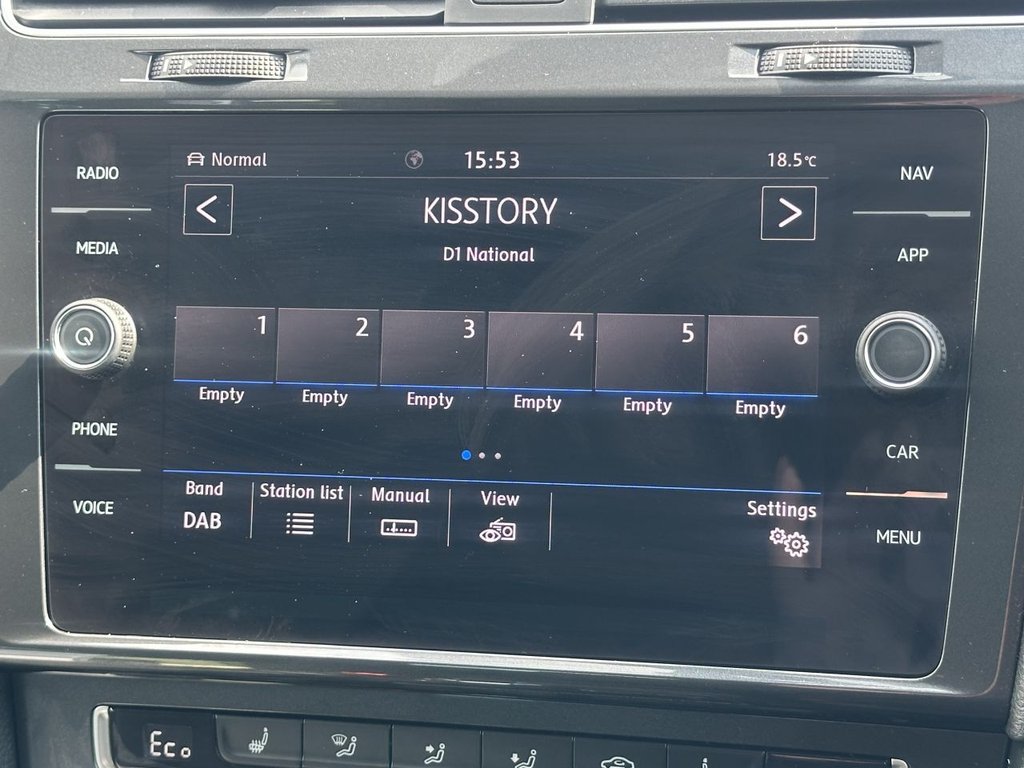 Normal 15:53 18.5°C
RADIO
MEDIA
PHONE
VOICE
KISSTORY
D1 National
1 2 3 4 5 6
Empty Empty Empty Empty Empty Empty
Band Station list Manual View Settings
DAB
NAV
APP
CAR
MENU
Eco